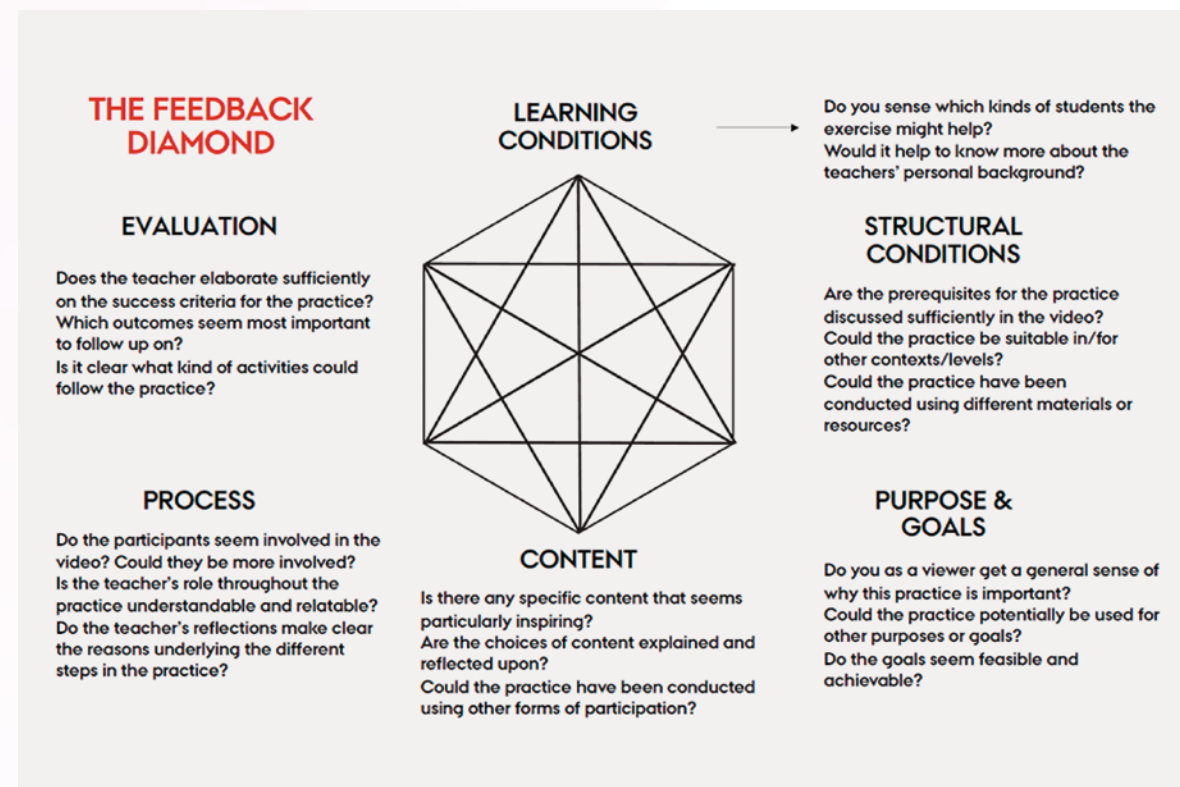 THE FEEDBACK
DIAMOND
LEARNING
CONDITIONS
Do you sense which kinds of students the
exercise might help?
Would it help to know more about the
teachers' personal background?
EVALUATION
Does the teacher elaborate sufficiently
on the success criteria for the practice?
Which outcomes seem most important
to follow up on?
Is it clear what kind of activities could
follow the practice?
STRUCTURAL
CONDITIONS
Are the prerequisites for the practice
discussed sufficiently in the video?
Could the practice be suitable in/for
other contexts/levels?
Could the practice have been
conducted using different materials or
resources?
PROCESS
Do the participants seem involved in the
video? Could they be more involved?
Is the teacher's role throughout the
practice understandable and relatable?
Do the teacher's reflections make clear
the reasons underlying the different
steps in the practice?
CONTENT
Is there any specific content that seems
particularly inspiring?
Are the choices of content explained and
reflected upon?
Could the practice have been conducted
using other forms of participation?
PURPOSE &
GOALS
Do you as a viewer get a general sense of
why this practice is important?
Could the practice potentially be used for
other purposes or goals?
Do the goals seem feasible and
achievable?